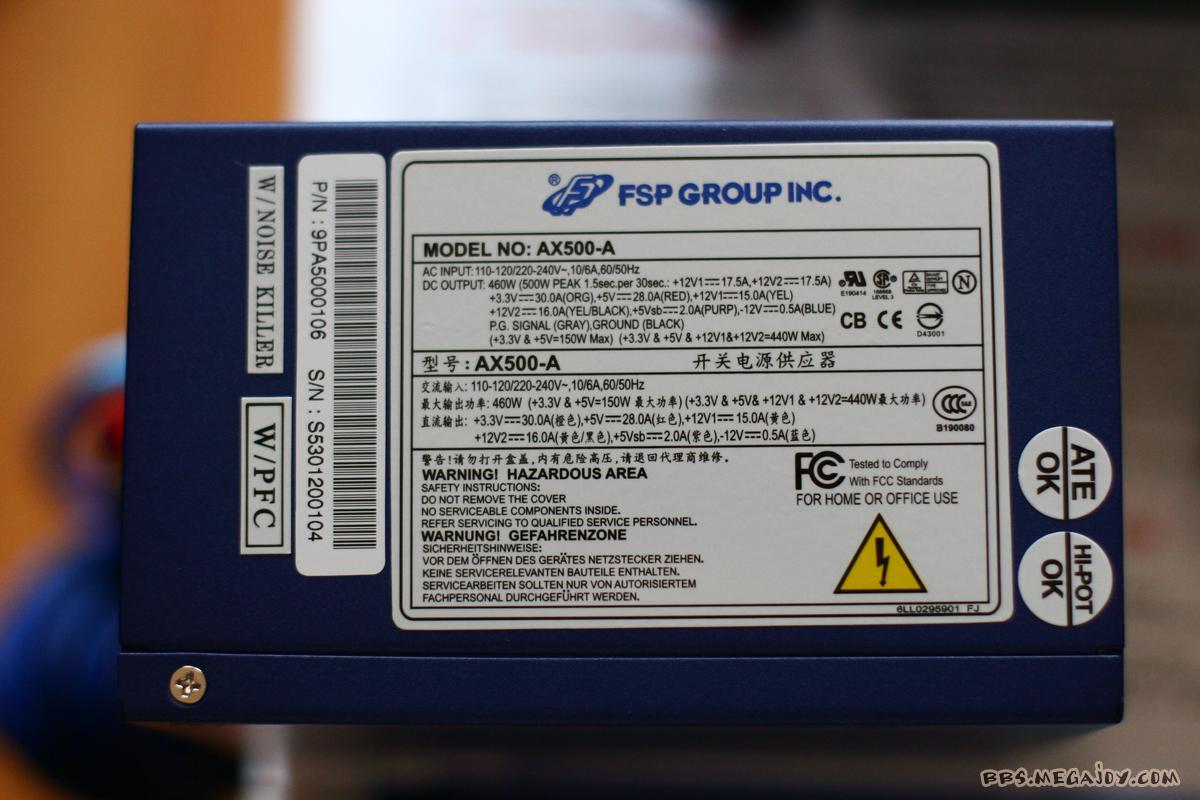 W/NOISE KILLER
W/PFC
P/N : 9PA5000106 S/N : S5301200104
® FSP GROUP INC.
MODEL NO: AX500-A
AC INPUT: 110-120/220-240V~,10/6A,60/50Hz
DC OUTPUT: 460W (500W PEAK 1.5sec.per 30sec.: +12V1⎓17.5A,+12V2⎓17.5A)
+3.3V⎓30.0A(ORG),+5V⎓28.0A(RED),+12V1⎓15.0A(YEL)
+12V2⎓16.0A(YEL/BLACK),+5Vsb⎓2.0A(PURP),-12V⎓0.5A(BLUE)
P.G. SIGNAL (GRAY),GROUND (BLACK)
(+3.3V & +5V=150W Max) (+3.3V & +5V & +12V1&+12V2=440W Max)
E190414
LEVEL 3
N
CB CE
D43001
型号: AX500-A 开关电源供应器
交流输入: 110-120/220-240V~,10/6A,60/50Hz
最大输出功率: 460W (+3.3V & +5V=150W 最大功率) (+3.3V & +5V& +12V1 & +12V2=440W最大功率)
直流输出: +3.3V⎓30.0A(橙色),+5V⎓28.0A(红色),+12V1⎓15.0A(黄色)
+12V2⎓16.0A(黄色/黑色),+5Vsb⎓2.0A(紫色),-12V⎓0.5A(蓝色)
CCC S&E
B190080
警告!请勿打开盒盖,内有危险高压,请退回代理商维修.
WARNING! HAZARDOUS AREA
SAFETY INSTRUCTIONS:
DO NOT REMOVE THE COVER
NO SERVICEABLE COMPONENTS INSIDE.
REFER SERVICING TO QUALIFIED SERVICE PERSONNEL.
WARNUNG! GEFAHRENZONE
SICHERHEITSHINWEISE:
VOR DEM ÖFFNEN DES GERÄTES NETZSTECKER ZIEHEN.
KEINE SERVICERELEVANTEN BAUTEILE ENTHALTEN.
SERVICEARBEITEN SOLLTEN NUR VON AUTORISIERTEM
FACHPERSONAL DURCHGEFÜHRT WERDEN.
FC Tested to Comply
With FCC Standards
FOR HOME OR OFFICE USE
6LL0295901 FJ
ATE
OK
HI-POT
OK
BBS.MEGAJOY.COM